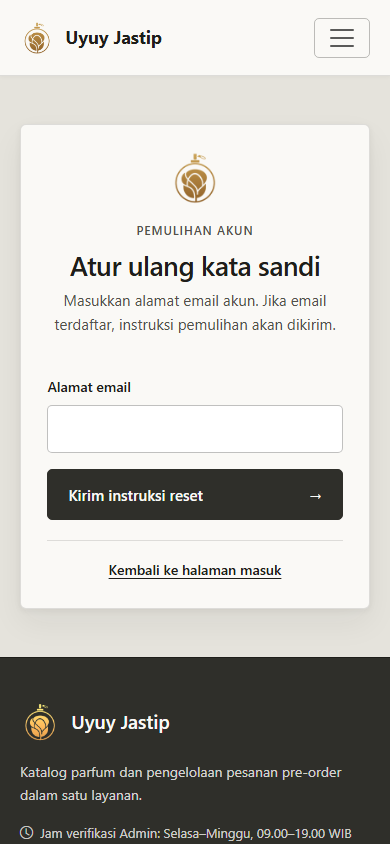 Uyuy Jastip
PEMULIHAN AKUN
Atur ulang kata sandi
Masukkan alamat email akun. Jika email
terdaftar, instruksi pemulihan akan dikirim.
Alamat email
Kirim instruksi reset →
Kembali ke halaman masuk
Uyuy Jastip
Katalog parfum dan pengelolaan pesanan pre-order
dalam satu layanan.
Jam verifikasi Admin: Selasa–Minggu, 09.00–19.00 WIB